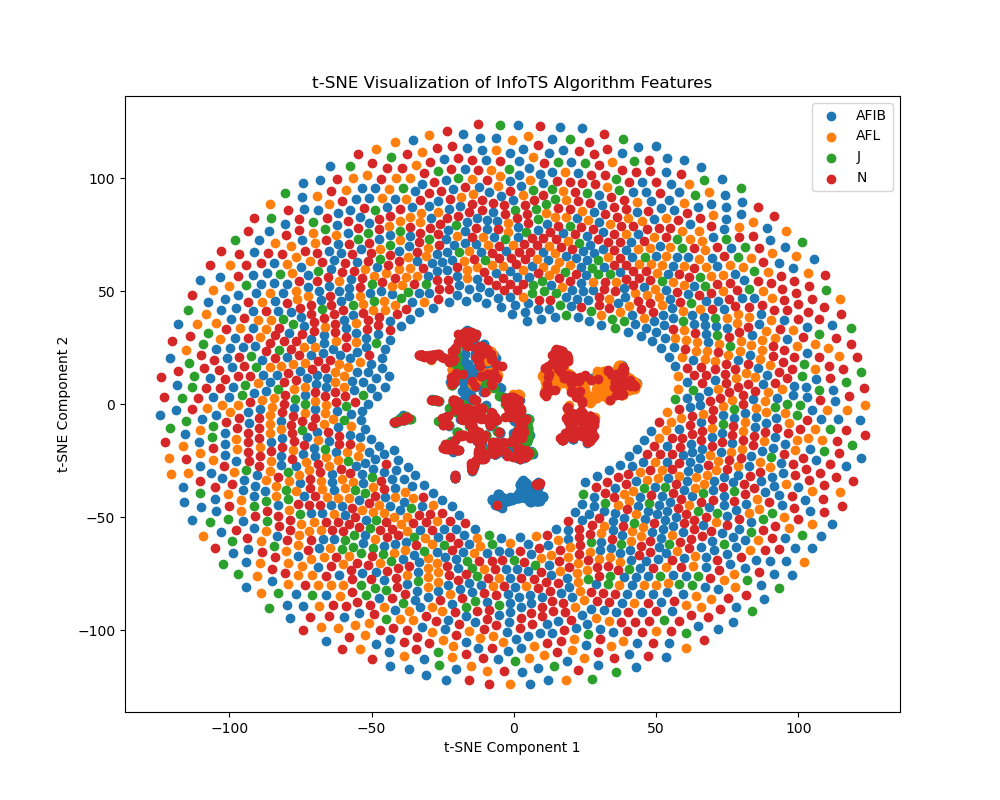 t-SNE Visualization of InfoTS Algorithm Features
AFIB
AFL
J
N
100
50
0
−50
−100
t-SNE Component 2
−100
−50
0
50
100
t-SNE Component 1